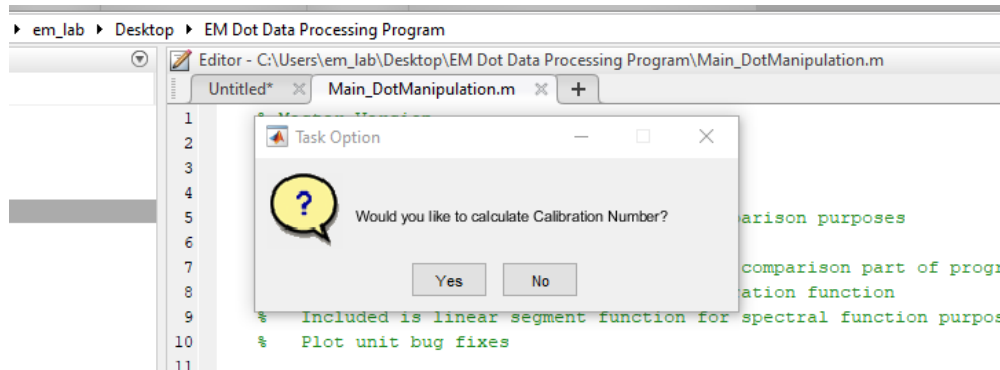 em_lab Desktop EM Dot Data Processing Program
Editor - C:\Users\em_lab\Desktop\EM Dot Data Processing Program\Main_DotManipulation.m
Untitled* Main_DotManipulation.m +
1
2 Task Option
3
4
5 Would you like to calculate Calibration Number? arison purposes
6
7 comparison part of progr
8 Yes No ation function
9 % Included is linear segment function for spectral function purpos
10 % Plot unit bug fixes
11